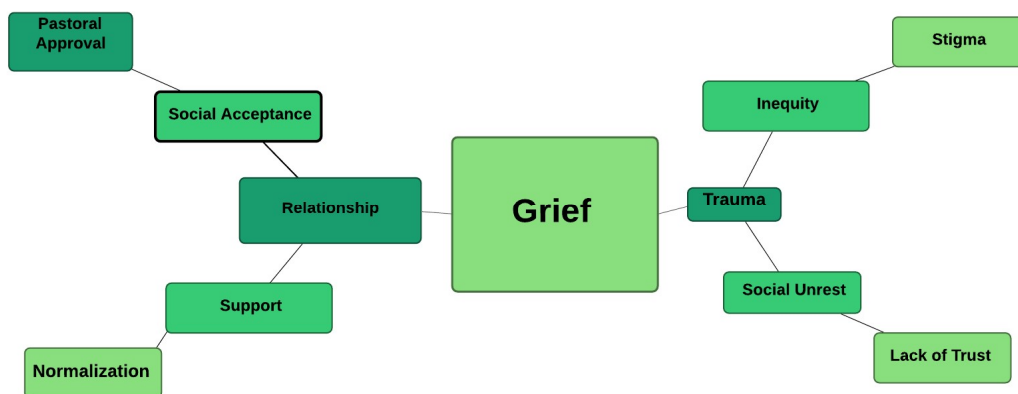 Pastoral
Approval
Social Acceptance
Relationship
Support
Normalization
Grief
Stigma
Inequity
Trauma
Social Unrest
Lack of Trust